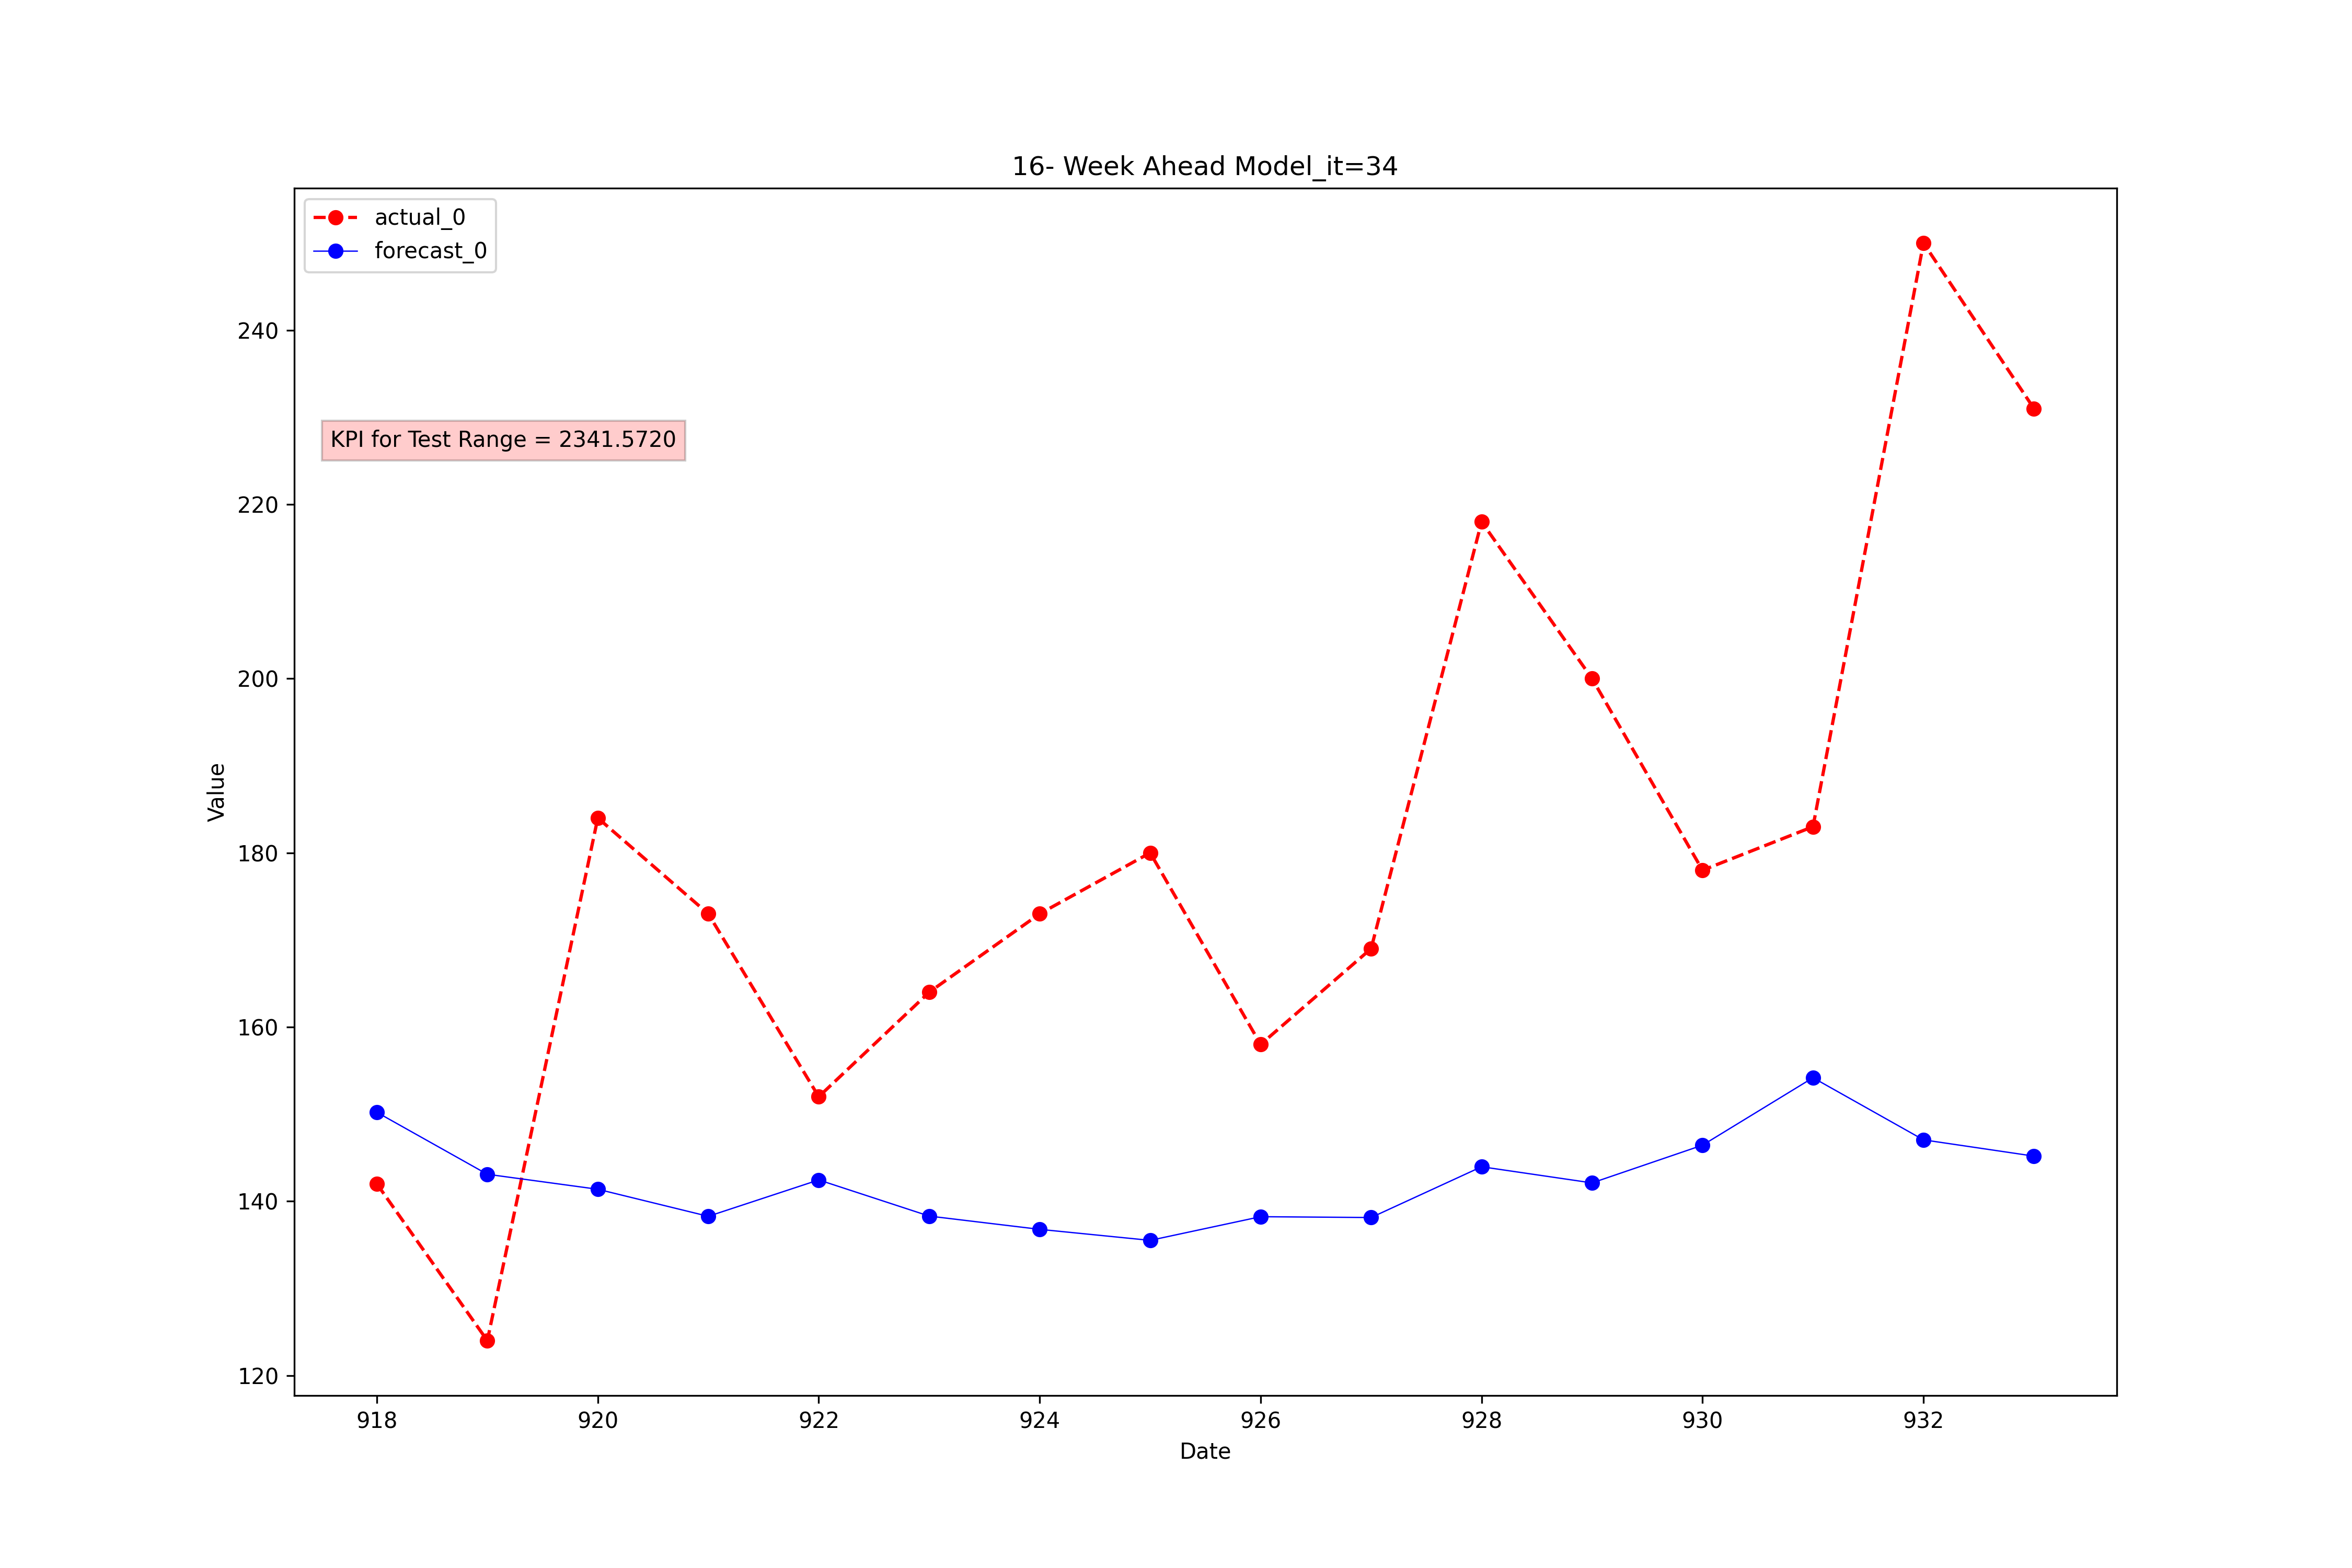 16- Week Ahead Model_it=34
actual_0
forecast_0
KPI for Test Range = 2341.5720
Value
240
220
200
180
160
140
120
918 920 922 924 926 928 930 932
Date